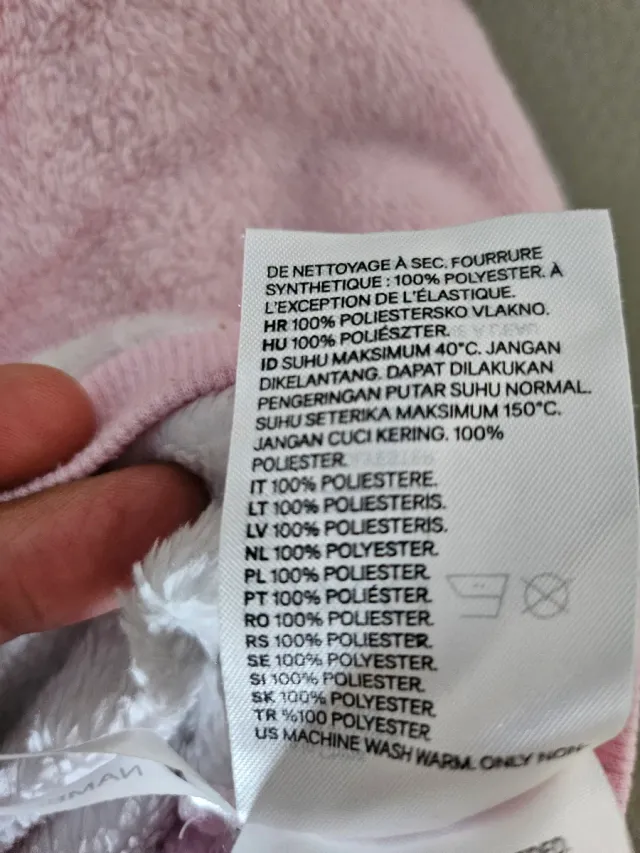 DE NETTOYAGE À SEC. FOURRURE
SYNTHETIQUE : 100% POLYESTER. À
L'EXCEPTION DE L'ÉLASTIQUE.
HR 100% POLIESTERSKO VLAKNO.
HU 100% POLIÉSZTER.
ID SUHU MAKSIMUM 40°C. JANGAN
DIKELANTANG. DAPAT DILAKUKAN
PENGERINGAN PUTAR SUHU NORMAL.
SUHU SETERIKA MAKSIMUM 150°C.
JANGAN CUCI KERING. 100%
POLIESTER.
IT 100% POLIESTERE.
LT 100% POLIESTERIS.
LV 100% POLIESTERIS.
NL 100% POLYESTER.
PL 100% POLIESTER.
PT 100% POLIÉSTER.
RO 100% POLIESTER.
RS 100% POLIESTER.
SE 100% POLYESTER.
SI 100% POLIESTER.
SK 100% POLYESTER.
TR %100 POLYESTER
US MACHINE WASH WARM. ONLY NON-